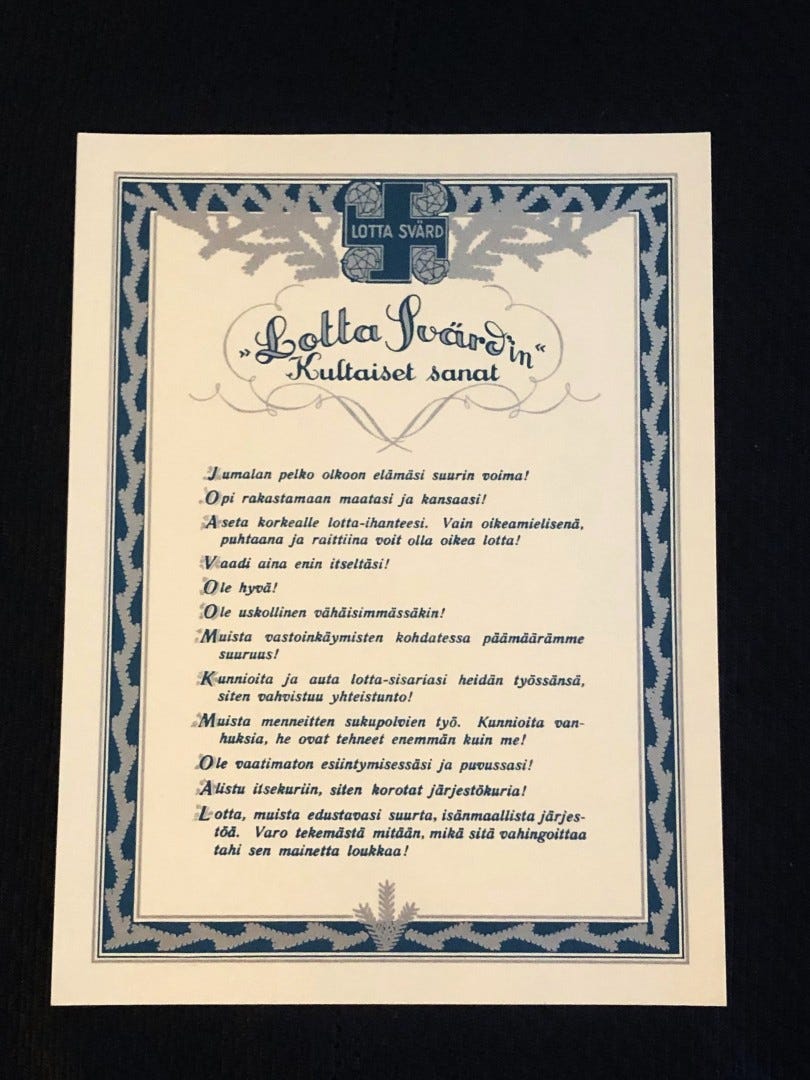 LOTTA SVÄRD
„Lotta Svärdin“
Kultaiset sanat
Jumalan pelko olkoon elämäsi suurin voima!
Opi rakastamaan maatasi ja kansaasi!
Aseta korkealle lotta-ihanteesi. Vain oikeamielisenä,
puhtaana ja raittiina voit olla oikea lotta!
Vaadi aina enin itseltäsi!
Ole hyvä!
Ole uskollinen vähäisimmässäkin!
Muista vastoinkäymisten kohdatessa päämäärämme
suuruus!
Kunnioita ja auta lotta-sisariasi heidän työssänsä,
siten vahvistuu yhteistunto!
Muista menneitten sukupolvien työ. Kunnioita van-
huksia, he ovat tehneet enemmän kuin me!
Ole vaatimaton esiintymisessäsi ja puvussasi!
Alistu itsekuriin, siten korotat järjestökuria!
Lotta, muista edustavasi suurta, isänmaallista järjes-
töä. Varo tekemästä mitään, mikä sitä vahingoittaa
tahi sen mainetta loukkaa!